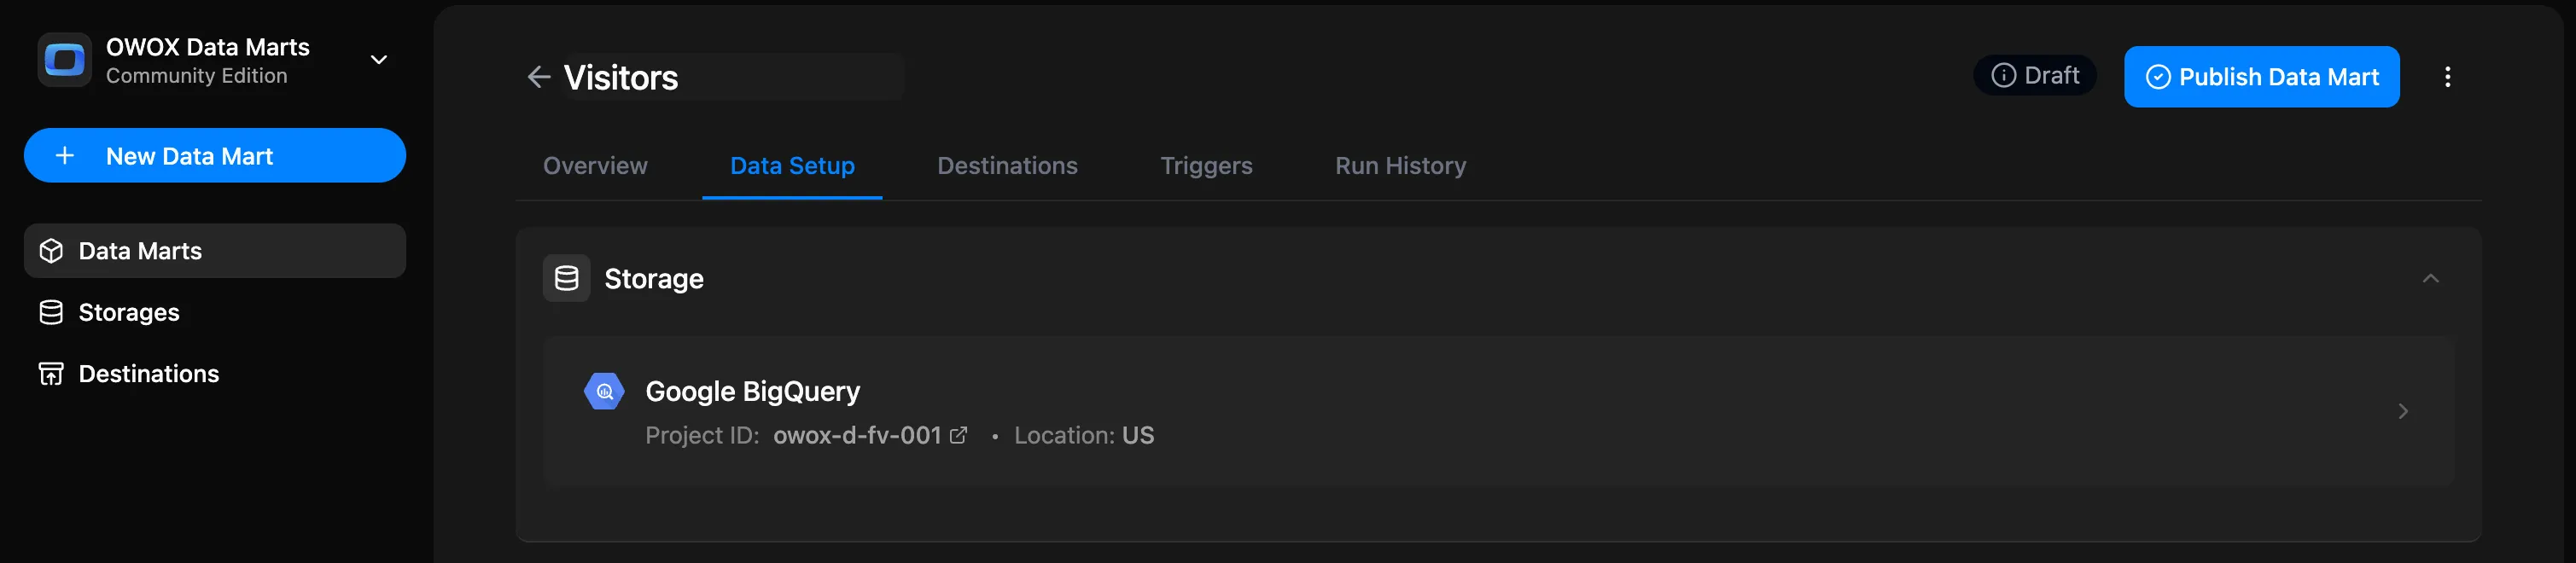 OWOX Data Marts
Community Edition
New Data Mart
Data Marts
Storages
Destinations
Visitors
Draft
Publish Data Mart
Overview
Data Setup
Destinations
Triggers
Run History
Storage
Google BigQuery
Project ID: owox-d-fv-001 • Location: US